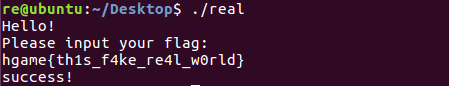 re@ubuntu:~/Desktop$ ./real
Hello!
Please input your flag:
hgame{th1s_f4ke_re4l_w0rld}
success!